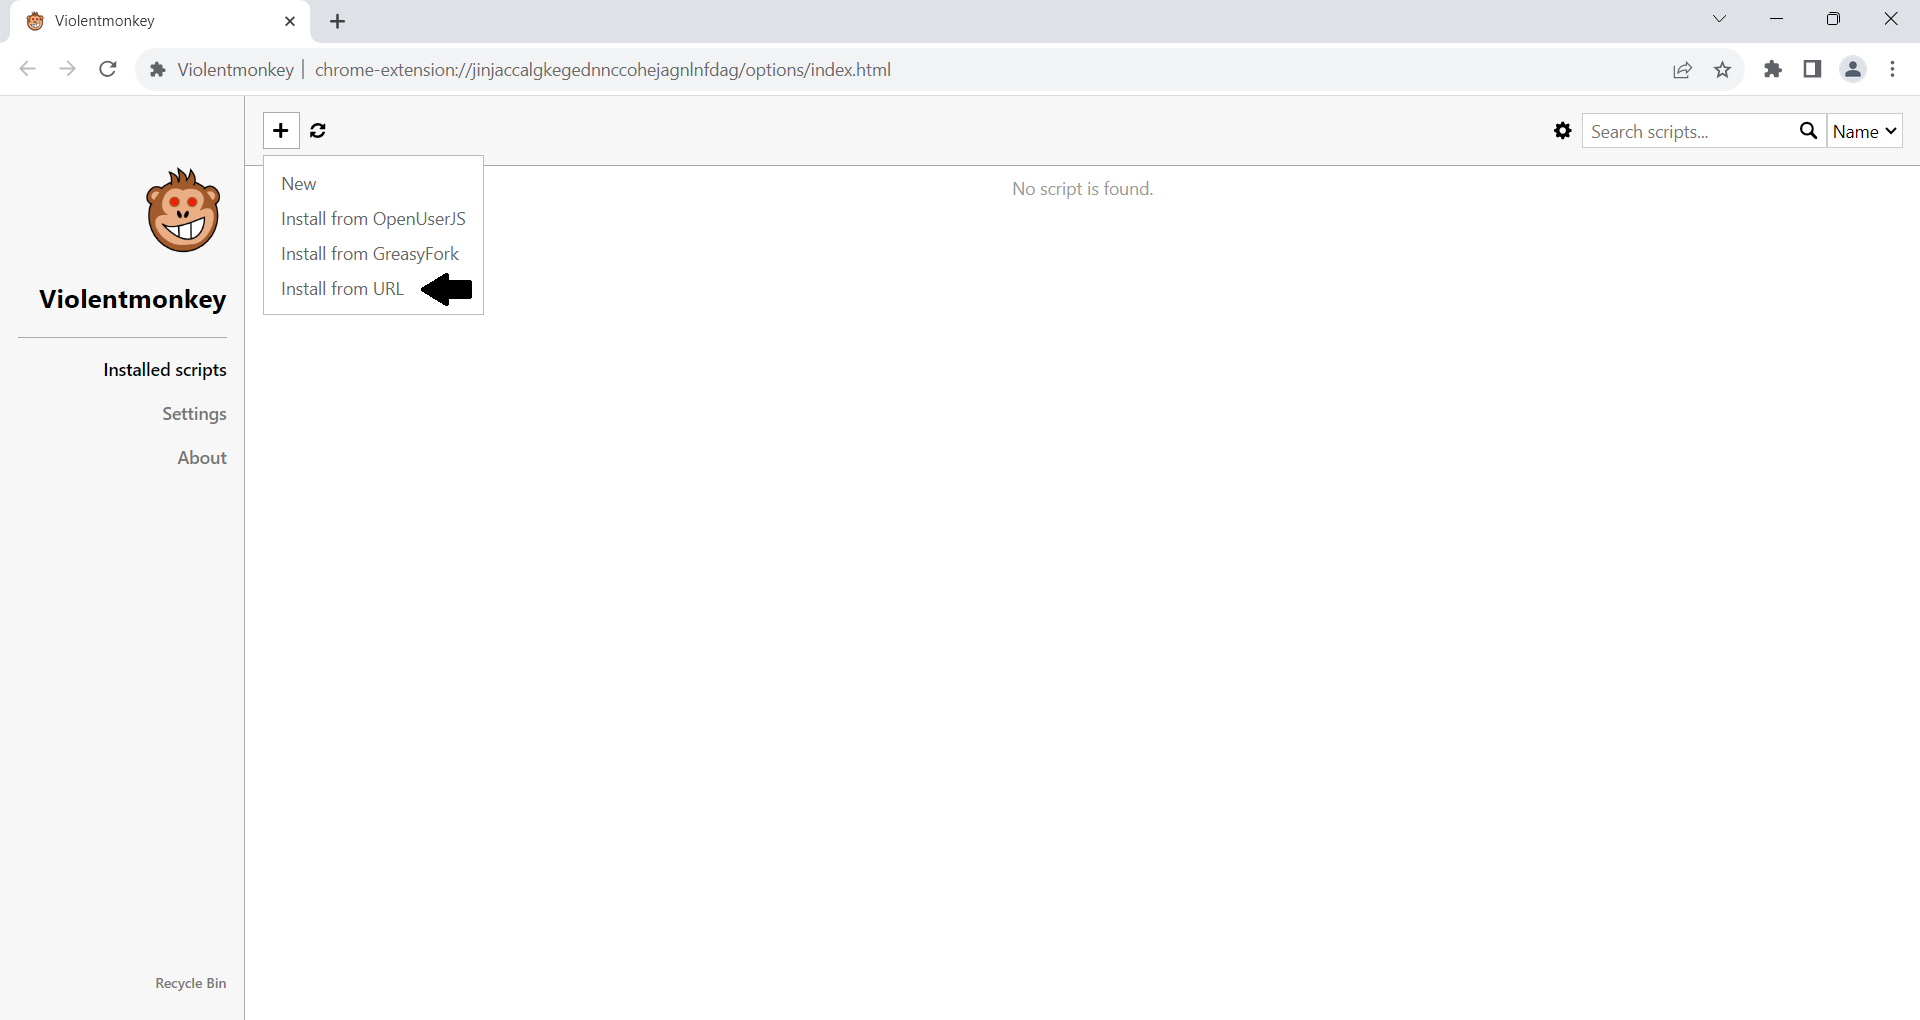 Violentmonkey
Violentmonkey | chrome-extension://jinjaccalgkegednnccohejagnlnfdag/options/index.html
Search scripts...
Name
New
Install from OpenUserJS
Install from GreasyFork
Install from URL
No script is found.
Violentmonkey
Installed scripts
Settings
About
Recycle Bin